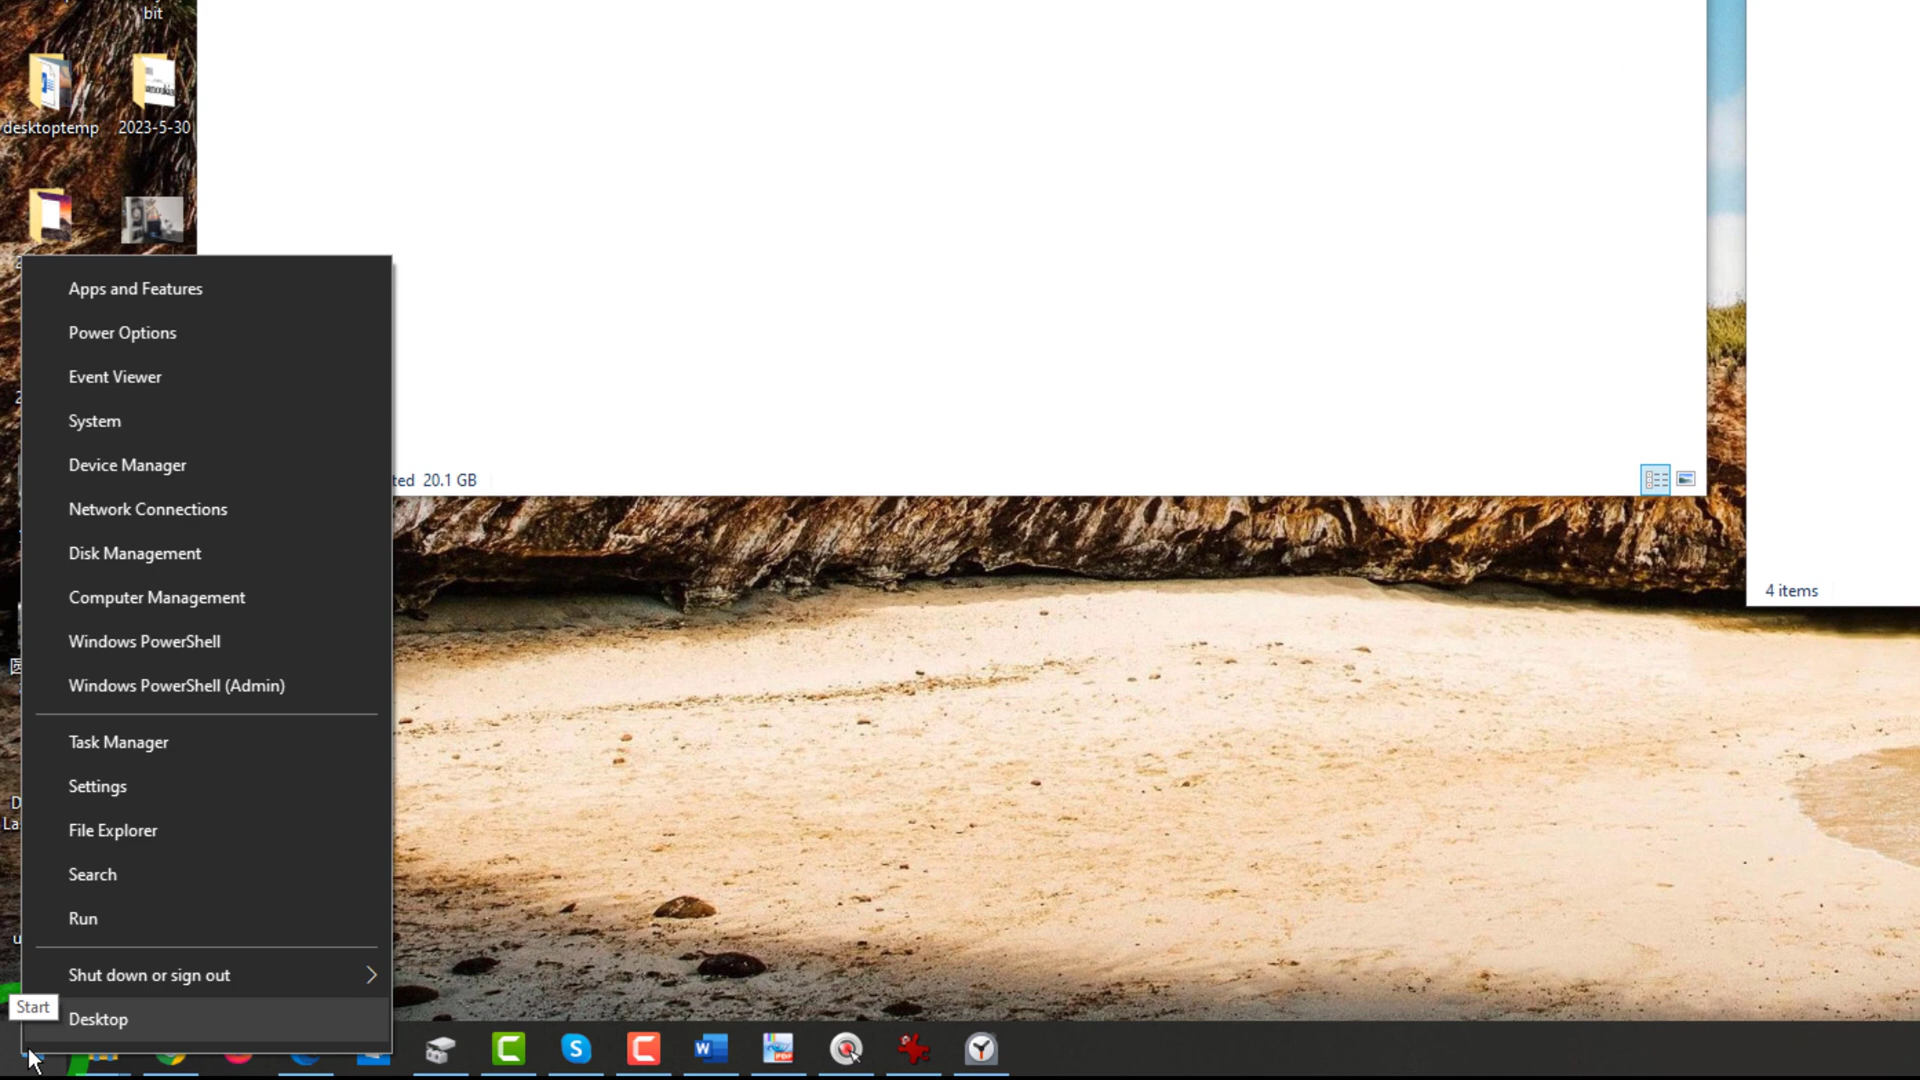 bit
desktoptemp
2023-5-30
Apps and Features
Power Options
Event Viewer
System
Device Manager
ted 20.1 GB
Network Connections
Disk Management
Computer Management
4 items
Windows PowerShell
Windows PowerShell (Admin)
Task Manager
Settings
File Explorer
Search
Run
Shut down or sign out
Start
Desktop